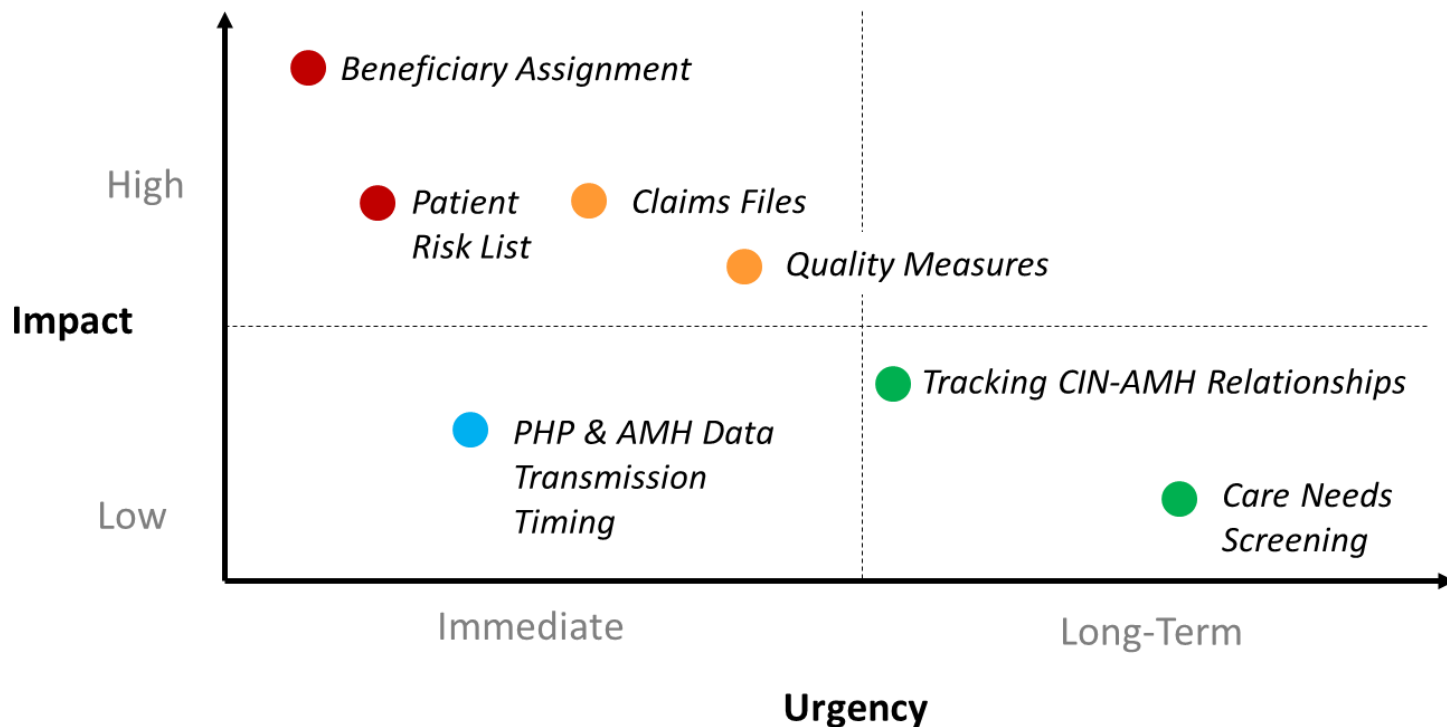 Beneficiary Assignment
High
Patient
Risk List
Claims Files
Quality Measures
Impact
Tracking CIN-AMH Relationships
PHP & AMH Data
Transmission
Timing
Low
Care Needs
Screening
Immediate
Long-Term
Urgency